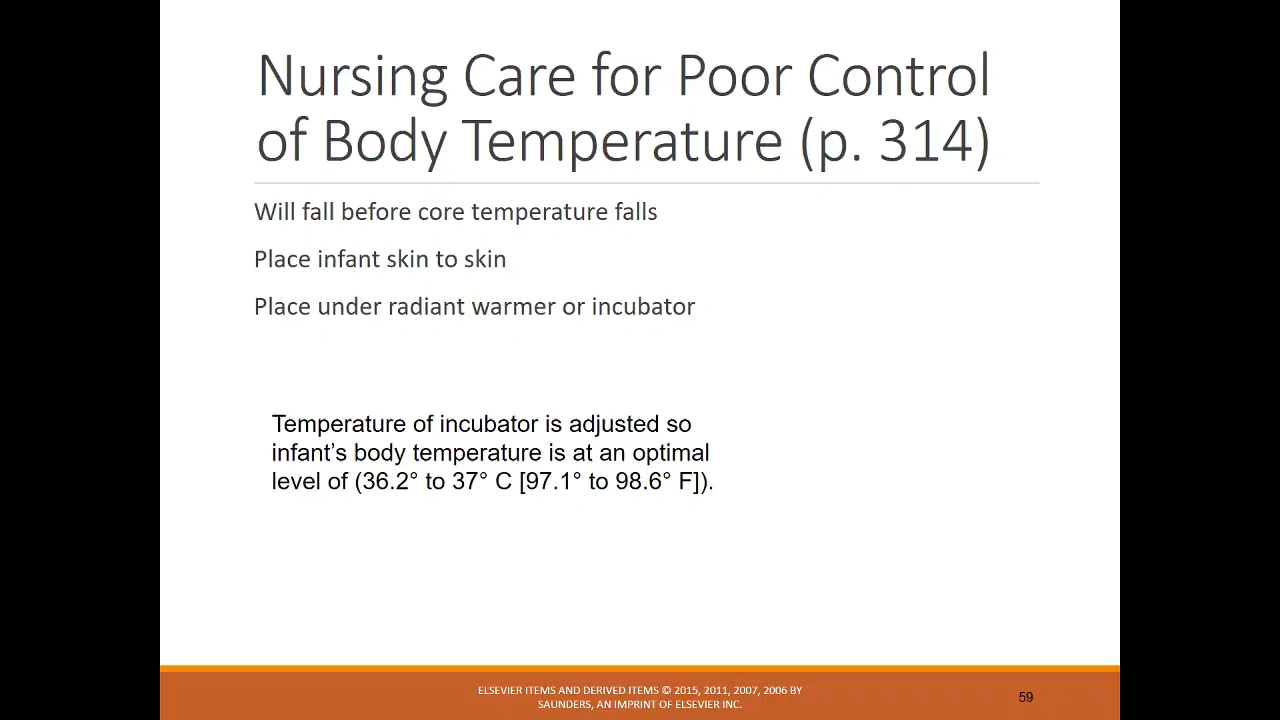 Nursing Care for Poor Control
of Body Temperature (p. 314)
Will fall before core temperature falls
Place infant skin to skin
Place under radiant warmer or incubator
Temperature of incubator is adjusted so
infant’s body temperature is at an optimal
level of (36.2° to 37° C [97.1° to 98.6° F]).
ELSEVIER ITEMS AND DERIVED ITEMS © 2015, 2011, 2007, 2006 BY
SAUNDERS, AN IMPRINT OF ELSEVIER INC.
59